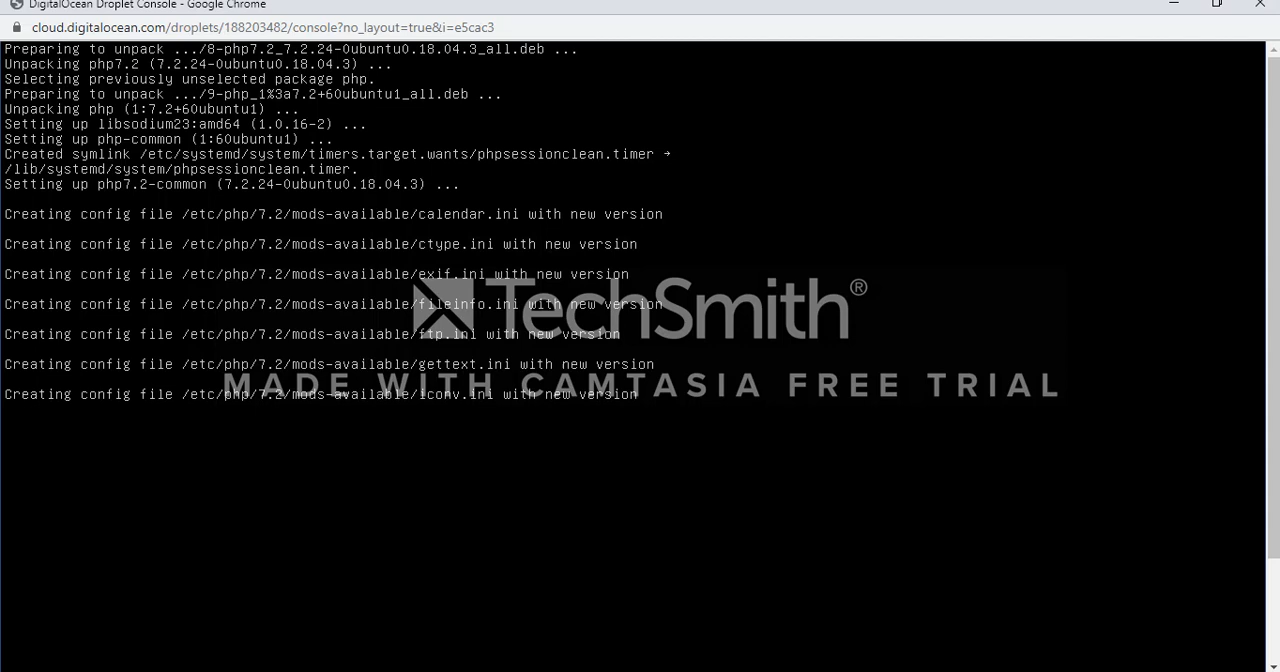 DigitalOcean Droplet Console - Google Chrome
cloud.digitalocean.com/droplets/188203482/console?no_layout=true&i=e5cac3
Preparing to unpack .../8-php7.2_7.2.24-0ubuntu0.18.04.3_all.deb ...
Unpacking php7.2 (7.2.24-0ubuntu0.18.04.3) ...
Selecting previously unselected package php.
Preparing to unpack .../9-php_1%3a7.2+60ubuntu1_all.deb ...
Unpacking php (1:7.2+60ubuntu1) ...
Setting up libsodium23:amd64 (1.0.16-2) ...
Setting up php-common (1:60ubuntu1) ...
Created symlink /etc/systemd/system/timers.target.wants/phpsessionclean.timer →
/lib/systemd/system/phpsessionclean.timer.
Setting up php7.2-common (7.2.24-0ubuntu0.18.04.3) ...
Creating config file /etc/php/7.2/mods-available/calendar.ini with new version
Creating config file /etc/php/7.2/mods-available/ctype.ini with new version
Creating config file /etc/php/7.2/mods-available/exif.ini with new version
Creating config file /etc/php/7.2/mods-available/fileinfo.ini with new version
Creating config file /etc/php/7.2/mods-available/ftp.ini with new version
Creating config file /etc/php/7.2/mods-available/gettext.ini with new version
Creating config file /etc/php/7.2/mods-available/iconv.ini with new version
TechSmith®
MADE WITH CAMTASIA FREE TRIAL